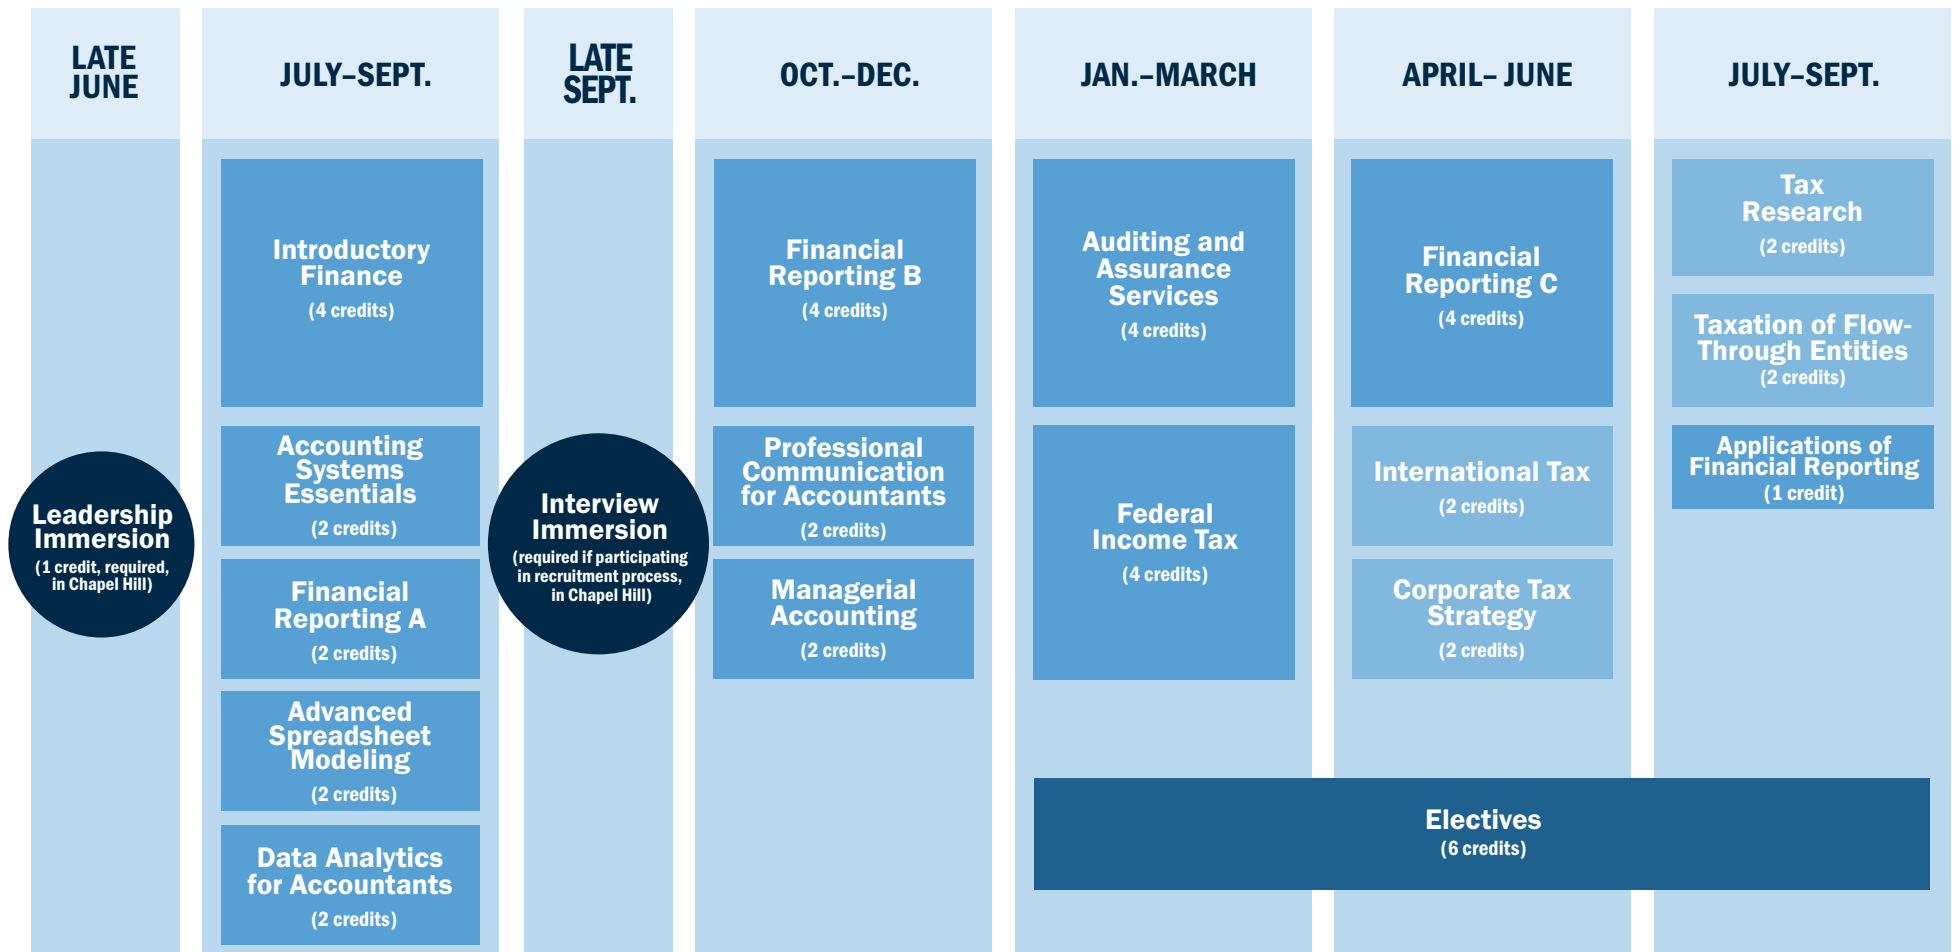 LATE
JUNE
JULY–SEPT.
LATE
SEPT.
OCT.–DEC.
JAN.–MARCH
APRIL– JUNE
JULY–SEPT.
Leadership
Immersion
(1 credit, required,
in Chapel Hill)
Introductory
Finance
(4 credits)
Accounting
Systems
Essentials
(2 credits)
Financial
Reporting A
(2 credits)
Advanced
Spreadsheet
Modeling
(2 credits)
Data Analytics
for Accountants
(2 credits)
Interview
Immersion
(required if participating
in recruitment process,
in Chapel Hill)
Financial
Reporting B
(4 credits)
Professional
Communication
for Accountants
(2 credits)
Managerial
Accounting
(2 credits)
Auditing and
Assurance
Services
(4 credits)
Federal
Income Tax
(4 credits)
Financial
Reporting C
(4 credits)
International Tax
(2 credits)
Corporate Tax
Strategy
(2 credits)
Tax
Research
(2 credits)
Taxation of Flow-
Through Entities
(2 credits)
Applications of
Financial Reporting
(1 credit)
Electives
(6 credits)